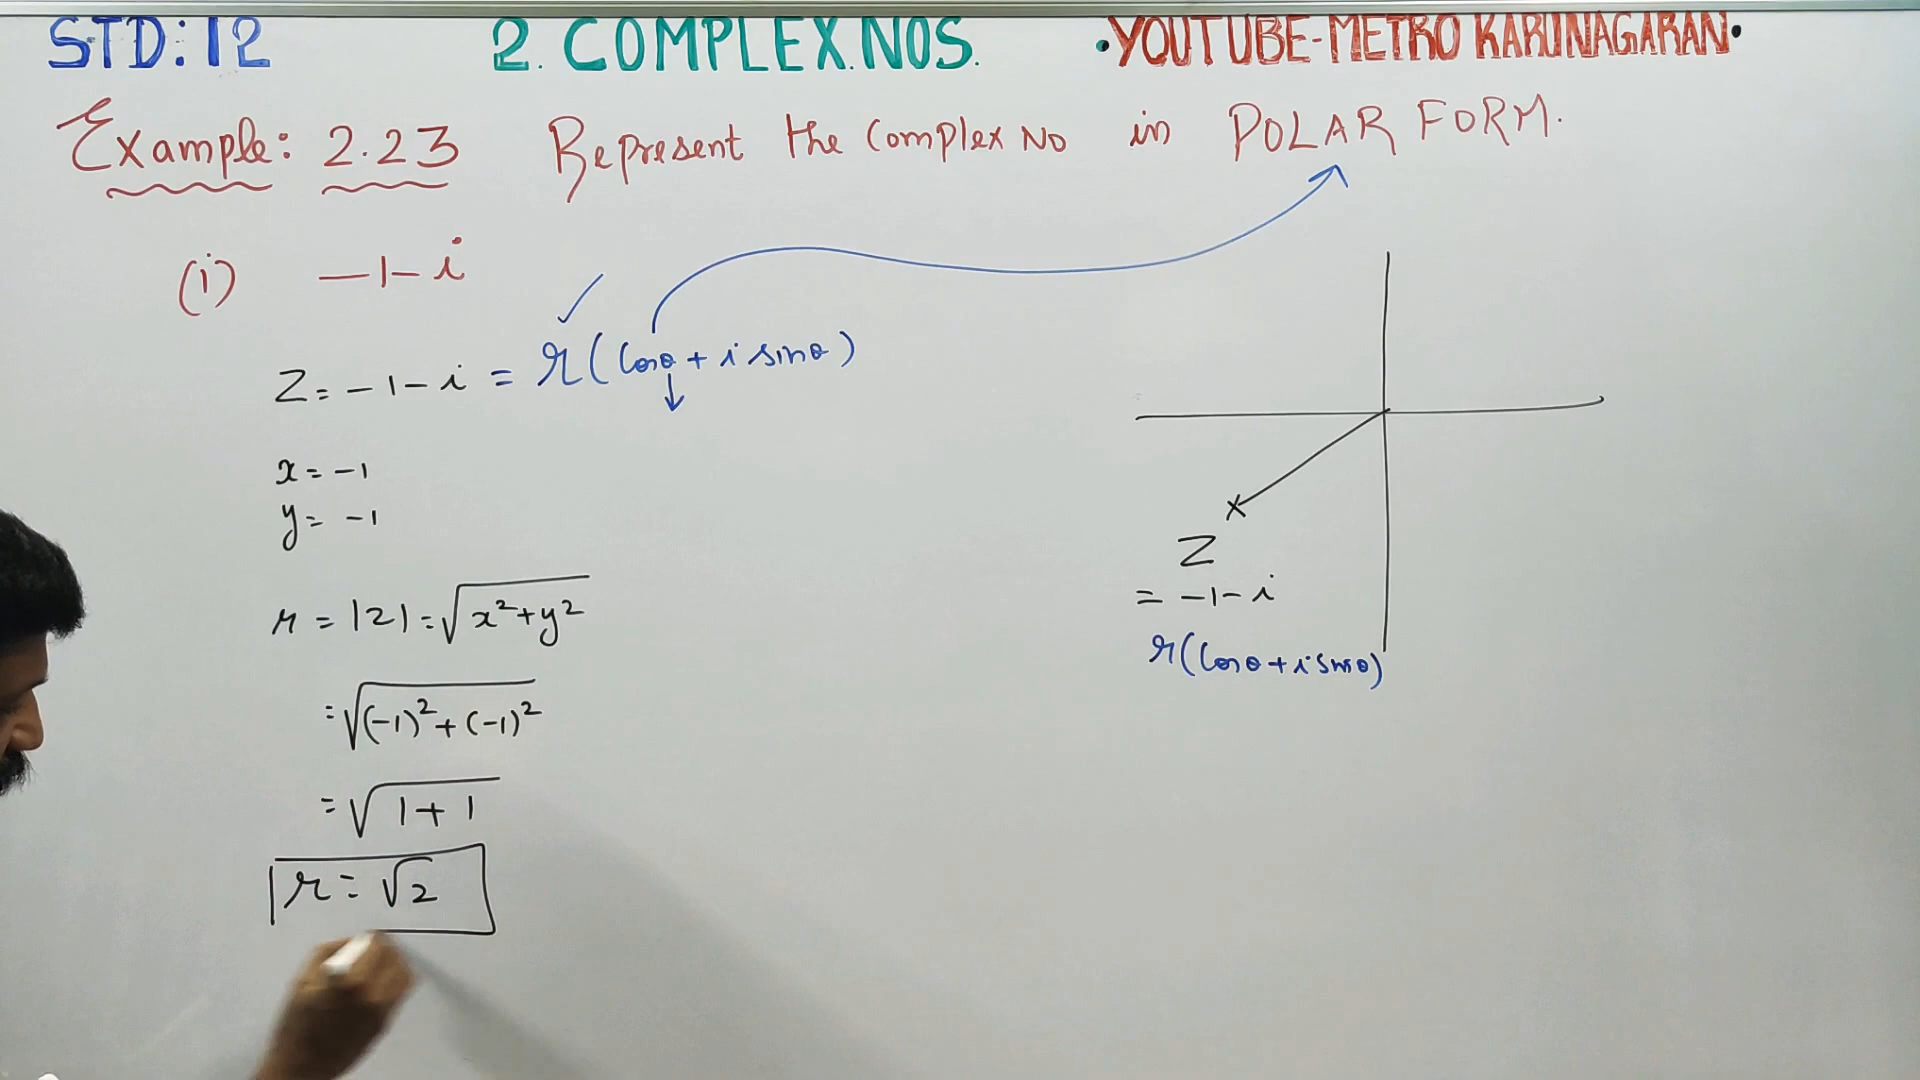 STD: 12 2. COMPLEX.NOS. •YOUTUBE-METRO KARUNAGARAN•
Example: 2.23 Represent the Complex No in POLAR FORM.
(i) -1-i
Z = -1-i = r(Cosθ + i sinθ)
x = -1
y = -1
r = |z| = √x²+y²
= √(-1)²+(-1)²
= √1+1
r = √2
Z
= -1-i
r(Cosθ+i Sinθ)